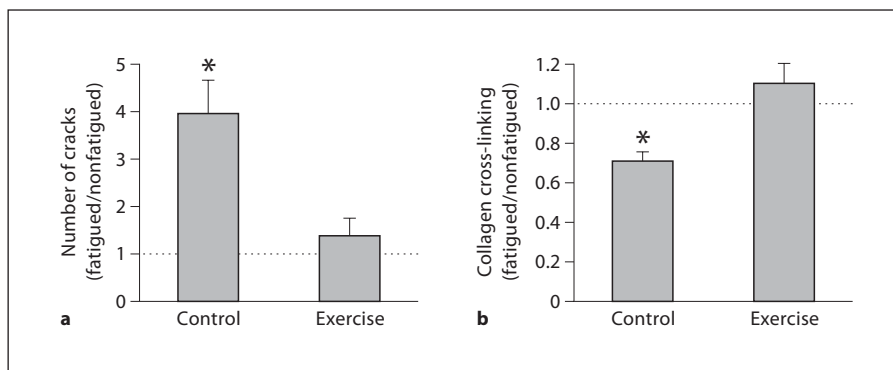 Number of cracks
(fatigued/nonfatigued)
5
4
3
2
1
0
*
a
Control
Exercise
Collagen cross-linking
(fatigued/nonfatigued)
1.2
1.0
0.8
0.6
0.4
0.2
0
*
b
Control
Exercise